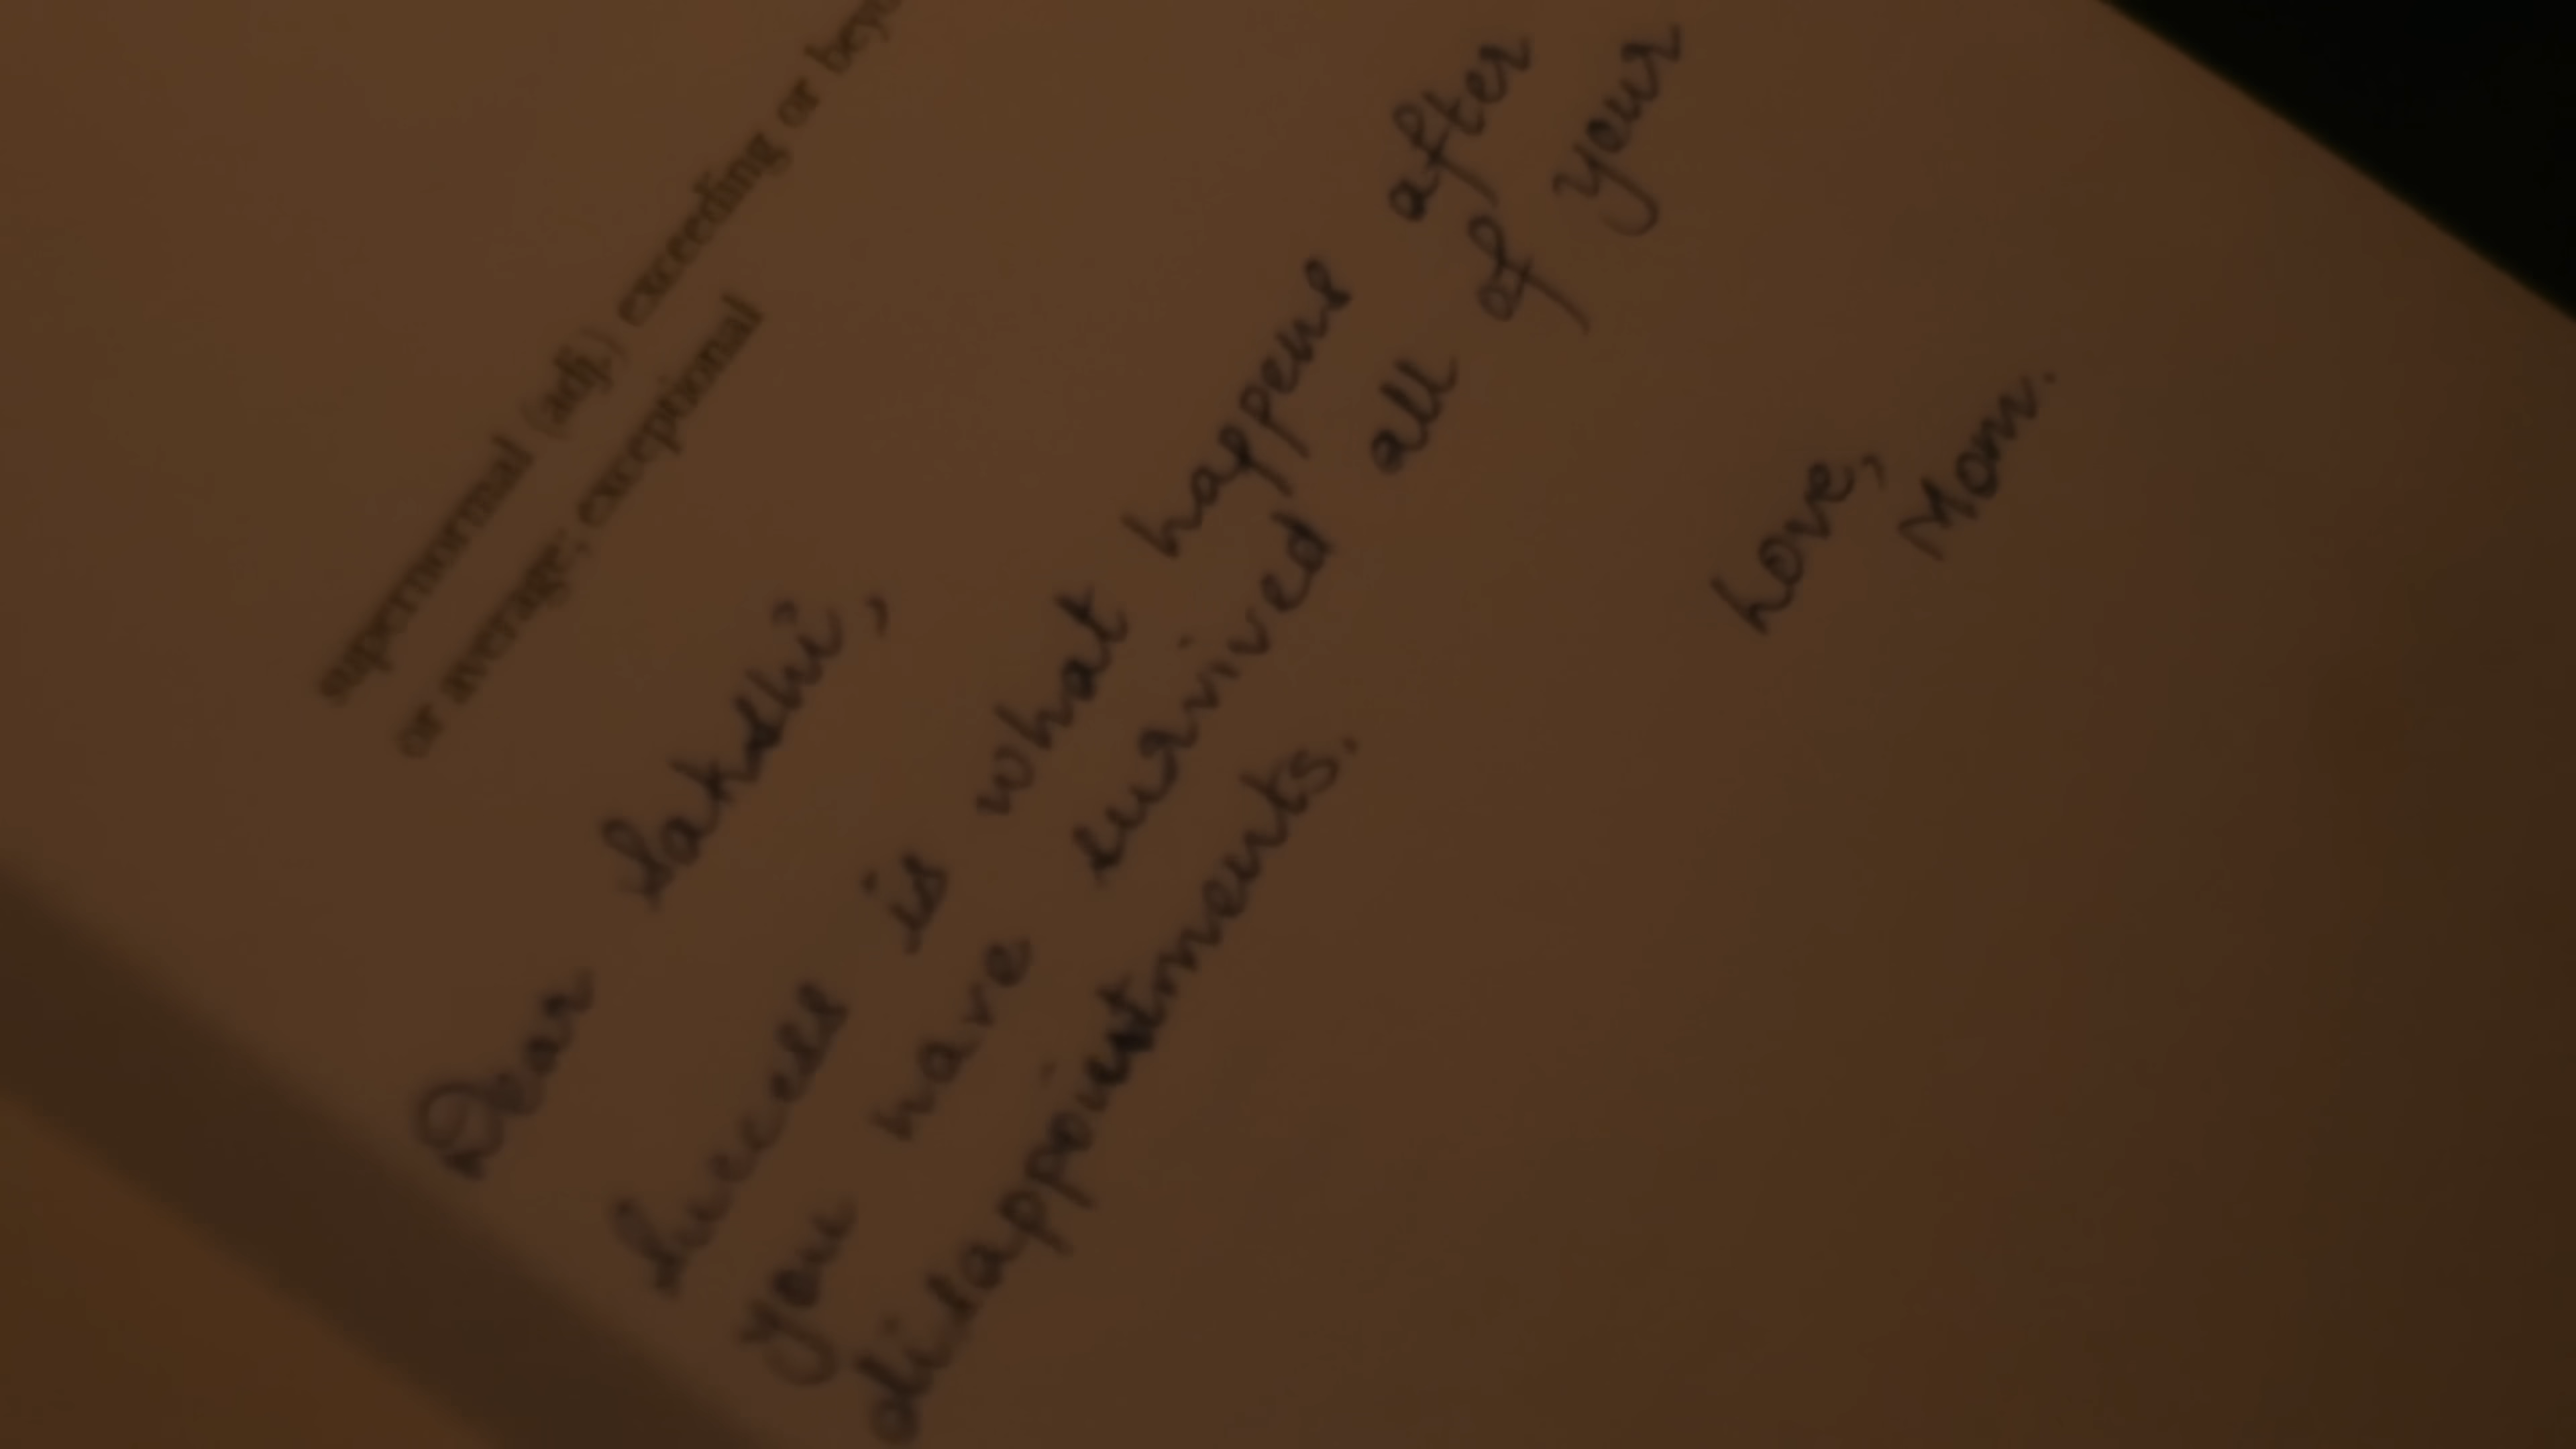 supernormal (adj.) exceeding or
or average; exceptional
Dear
Success is what happens after
you have survived all of your
disappointments.
Love,
Mom.